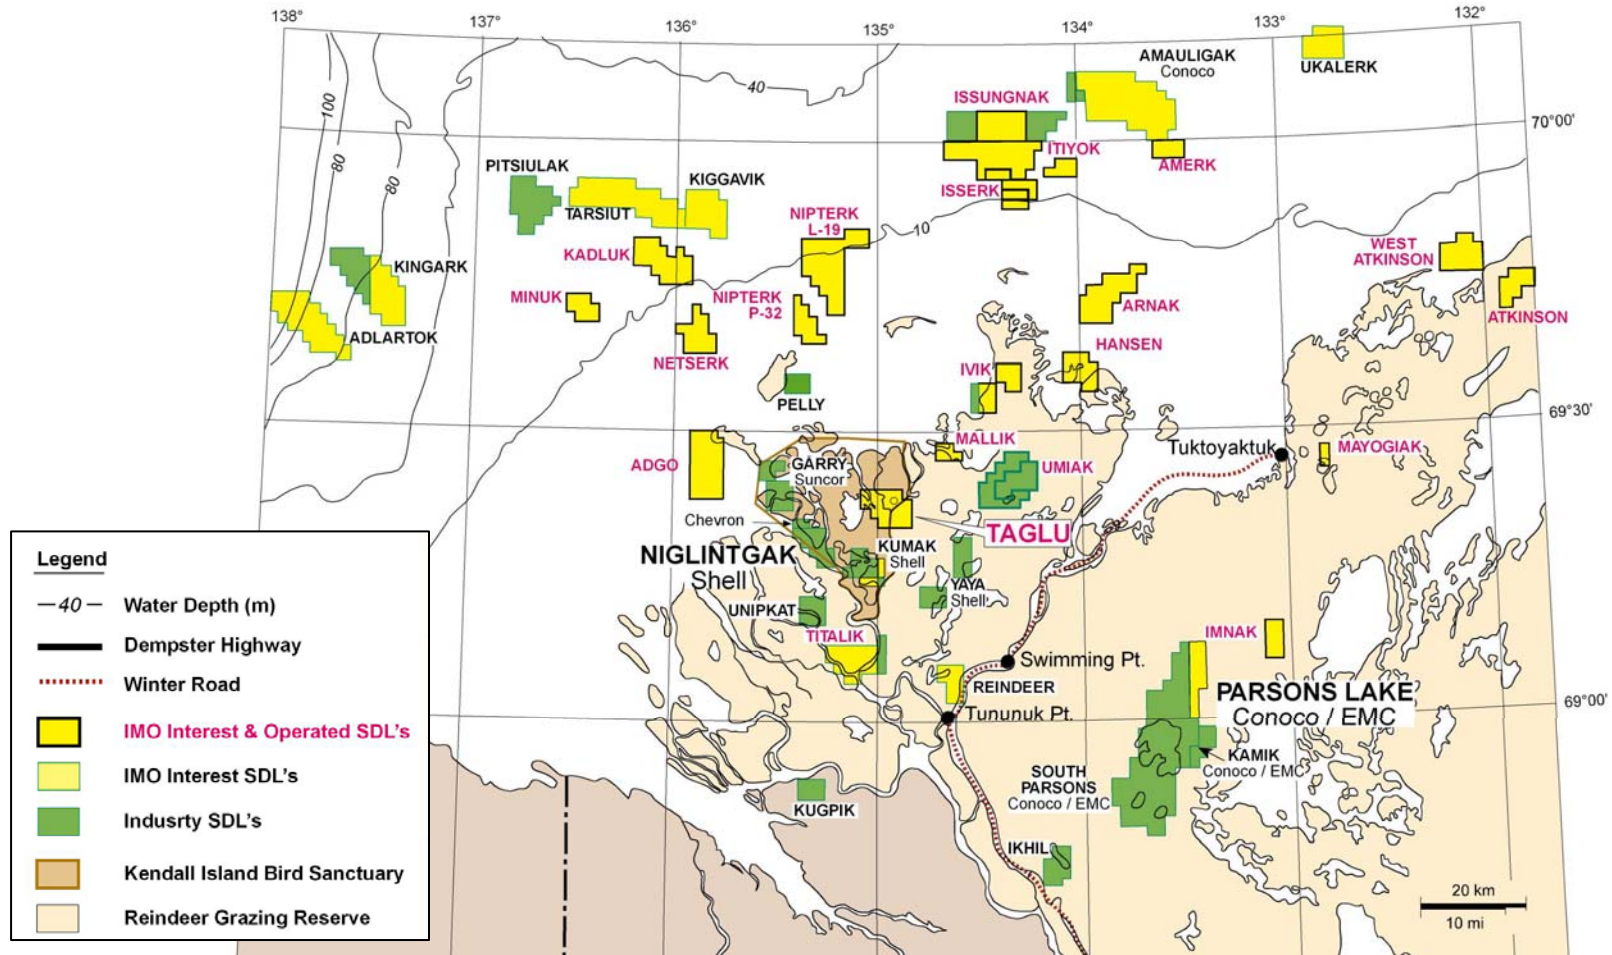 138°
137°
136°
135°
134°
133°
132°
UKALERK
AMAULIGAK
Conoco
40
100
80
80
ISSUNGNAK
70°00'
ITIYOK
AMERK
PITSIULAK
KIGGAVIK
TARSIUT
ISSERK
NIPTERK
L-19
10
KADLUK
WEST
ATKINSON
KINGARK
MINUK
NIPTERK
P-32
ARNAK
ATKINSON
ADLARTOK
NETSERK
HANSEN
IVIK
PELLY
69°30'
MALLIK
Tuktoyaktuk
MAYOGIAK
ADGO
GARRY
Suncor
UMIAK
Chevron
TAGLU
NIGLINTGAK
Shell
KUMAK
Shell
YAYA
Shell
UNIPKAT
TITALIK
IMNAK
Swimming Pt.
REINDEER
PARSONS LAKE
Conoco / EMC
69°00'
Tununuk Pt.
KAMIK
Conoco / EMC
SOUTH
PARSONS
Conoco / EMC
KUGPIK
IKHIL
20 km
10 mi
Legend
40
Water Depth (m)
Dempster Highway
Winter Road
IMO Interest & Operated SDL's
IMO Interest SDL's
Indusrty SDL's
Kendall Island Bird Sanctuary
Reindeer Grazing Reserve